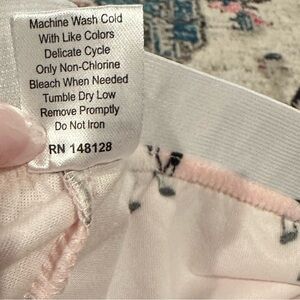 Machine Wash Cold
With Like Colors
Delicate Cycle
Only Non-Chlorine
Bleach When Needed
Tumble Dry Low
Remove Promptly
Do Not Iron
RN 148128